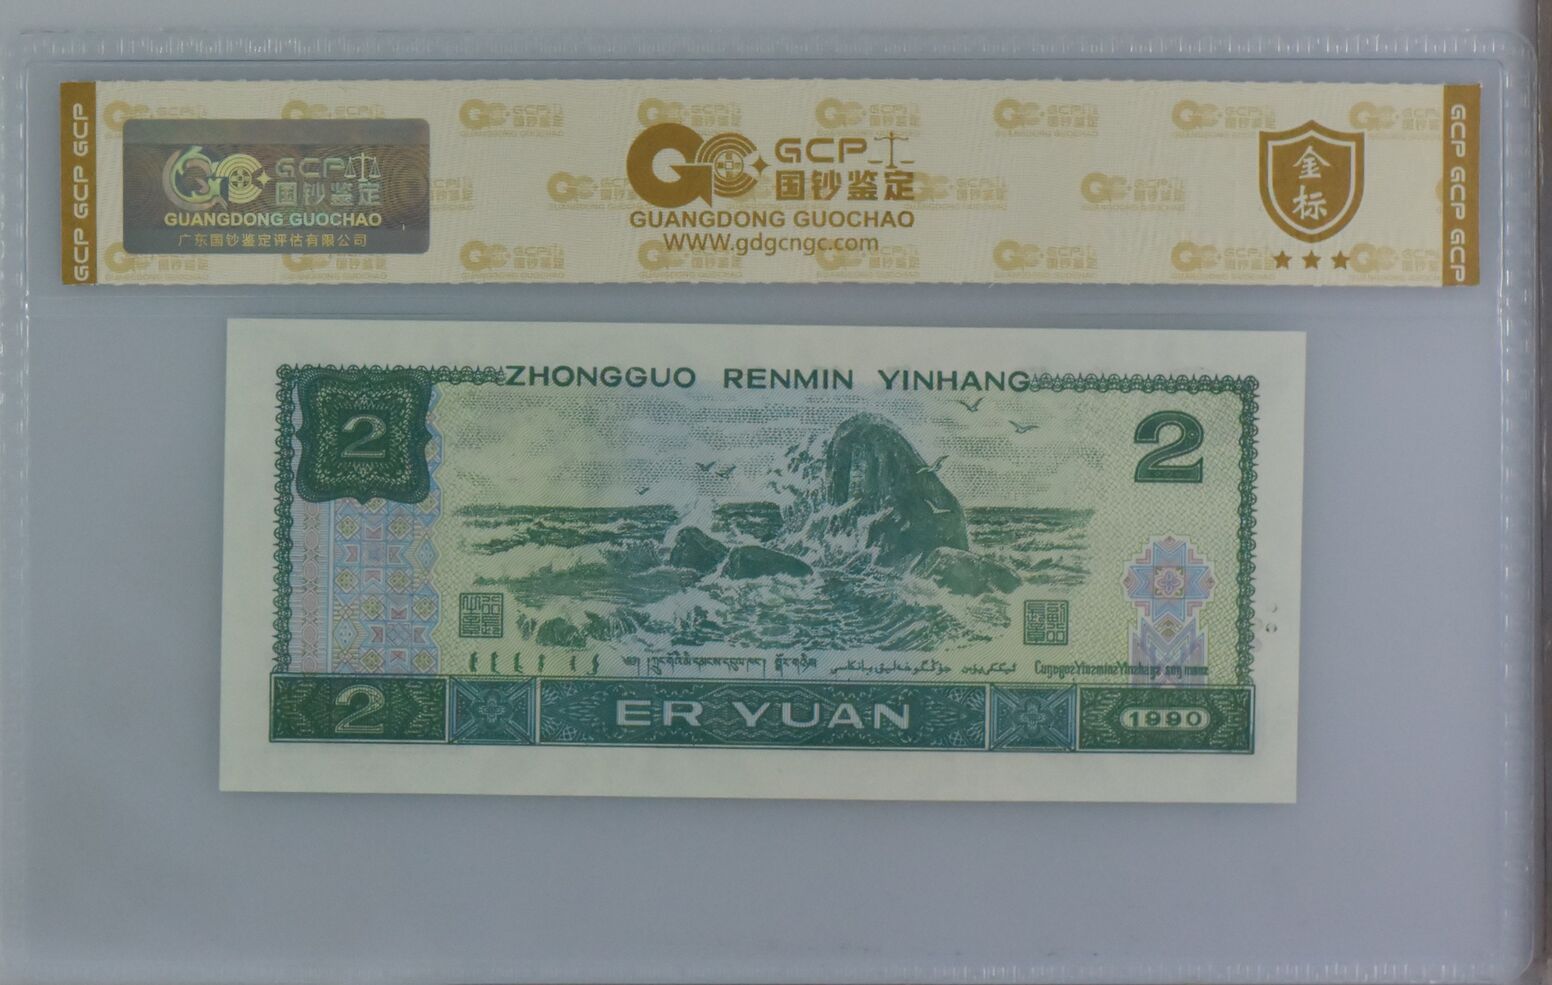 GCP GCP GCP
GCP
国钞鉴定
GUANGDONG GUOCHAO
广东国钞鉴定评估有限公司
GCP
国钞鉴定
GUANGDONG GUOCHAO
WWW.gdgcngc.com
金标
GCP GCP GCP
ZHONGGUO RENMIN YINHANG
2
2
2
ER YUAN
1990